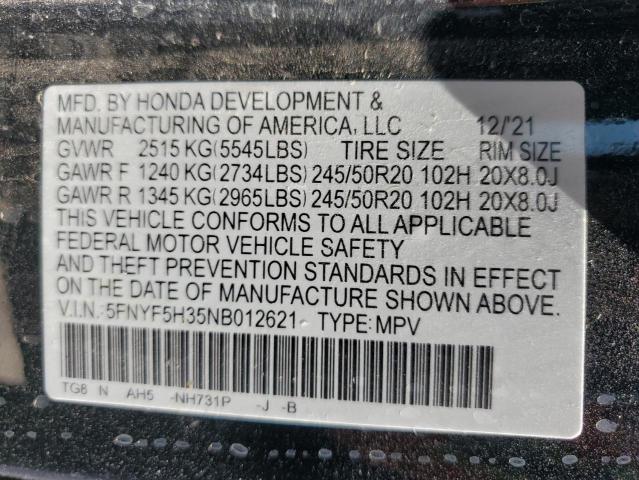 MFD. BY HONDA DEVELOPMENT &
MANUFACTURING OF AMERICA, LLC 12/'21
GVWR 2515 KG(5545LBS) TIRE SIZE RIM SIZE
GAWR F 1240 KG(2734LBS) 245/50R20 102H 20X8.0J
GAWR R 1345 KG(2965LBS) 245/50R20 102H 20X8.0J
THIS VEHICLE CONFORMS TO ALL APPLICABLE
FEDERAL MOTOR VEHICLE SAFETY
AND THEFT PREVENTION STANDARDS IN EFFECT
ON THE DATE OF MANUFACTURE SHOWN ABOVE.
V.I.N.: 5FNYF5H35NB012621 TYPE: MPV
TG8 N AH5 -NH731P -J -B